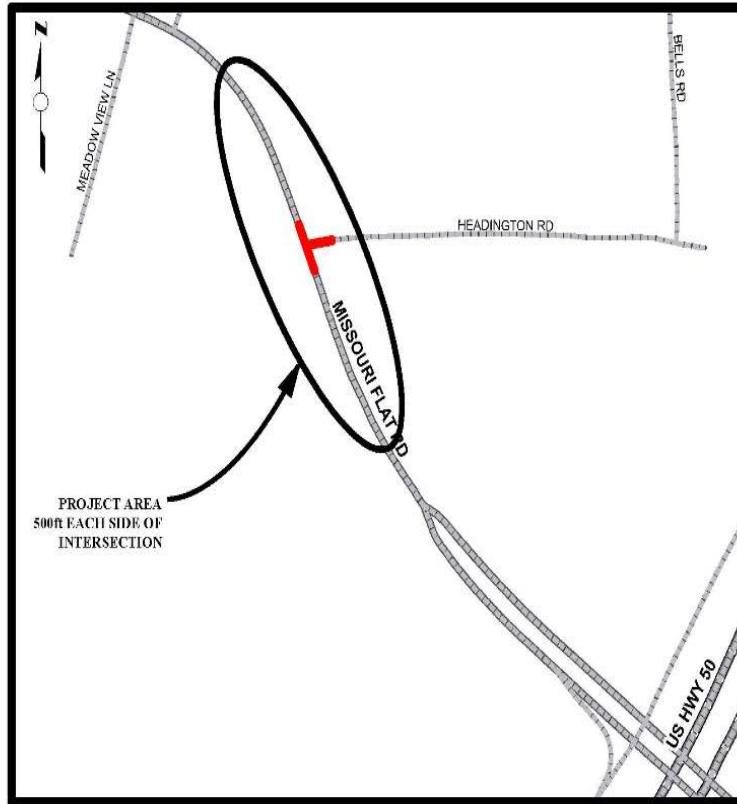 Z
MEADOW VIEW LN
BELLS RD
HEADINGTON RD
MISSOURI FLAT RD
PROJECT AREA
500ft EACH SIDE OF
INTERSECTION
US HWY 50